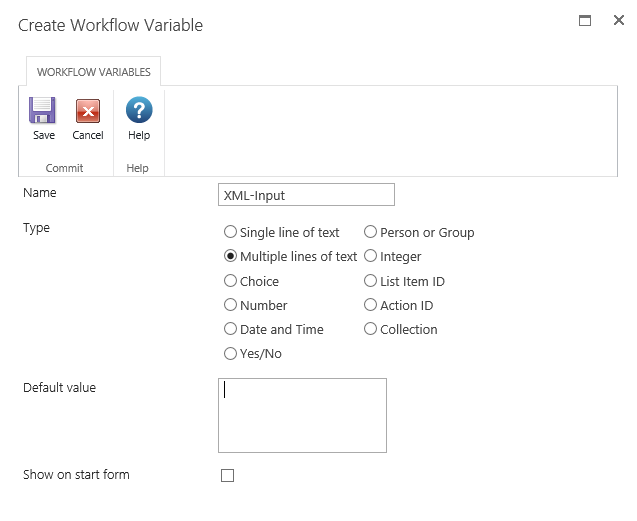 Create Workflow Variable
WORKFLOW VARIABLES
Save Cancel Help
Commit Help
Name XML-Input
Type
Single line of text Person or Group
Multiple lines of text Integer
Choice List Item ID
Number Action ID
Date and Time Collection
Yes/No
Default value
Show on start form